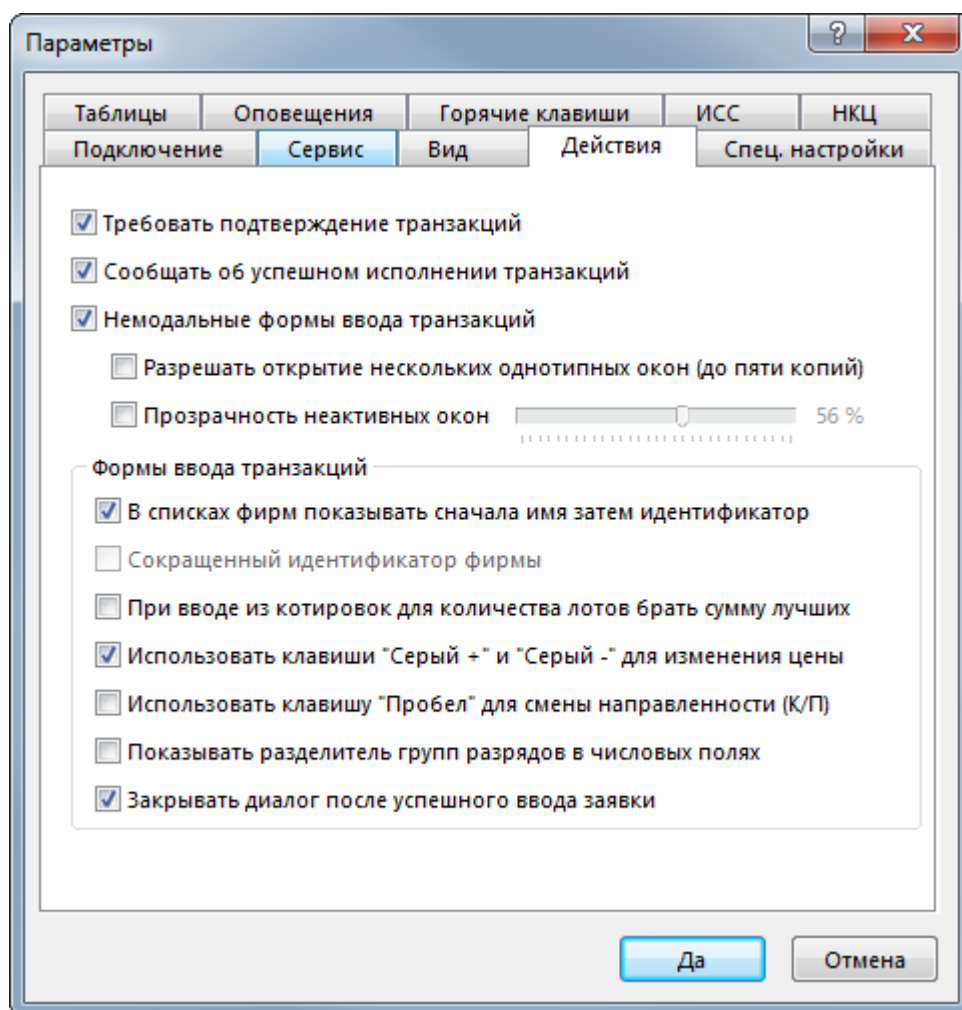 Параметры
?
Таблицы Оповещения Горячие клавиши ИСС НКЦ
Подключение Сервис Вид Действия Спец. настройки
Требовать подтверждение транзакций
Сообщать об успешном исполнении транзакций
Немодальные формы ввода транзакций
Разрешать открытие нескольких однотипных окон (до пяти копий)
Прозрачность неактивных окон 56 %
Формы ввода транзакций
В списках фирм показывать сначала имя затем идентификатор
Сокращенный идентификатор фирмы
При вводе из котировок для количества лотов брать сумму лучших
Использовать клавиши "Серый +" и "Серый -" для изменения цены
Использовать клавишу "Пробел" для смены направленности (К/П)
Показывать разделитель групп разрядов в числовых полях
Закрывать диалог после успешного ввода заявки
Да Отмена